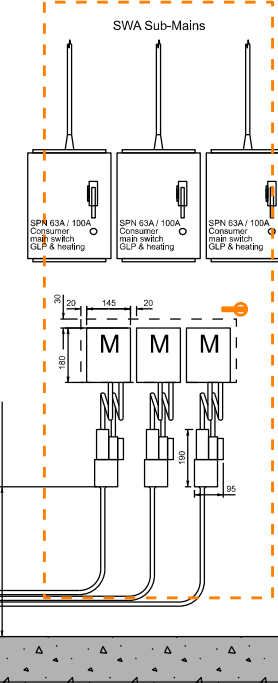 SWA Sub-Mains
SPN 63A / 100A
Consumer
main switch
GLP & heating
SPN 63A / 100A
Consumer
main switch
GLP & heating
SPN 63A / 100A
Consumer
main switch
GLP & heating
30
20
145
20
180
M
M
M
190
95